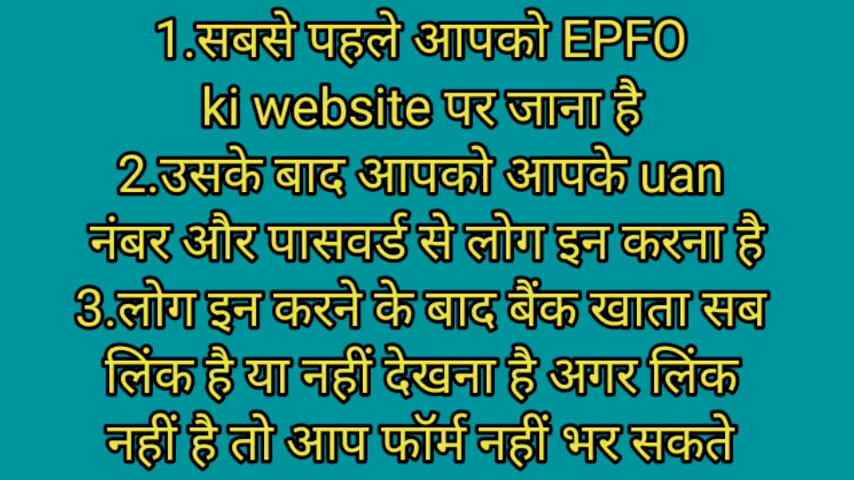 1.सबसे पहले आपको EPFO
ki website पर जाना है
2.उसके बाद आपको आपके uan
नंबर और पासवर्ड से लोग इन करना है
3.लोग इन करने के बाद बैंक खाता सब
लिंक है या नहीं देखना है अगर लिंक
नहीं है तो आप फॉर्म नहीं भर सकते